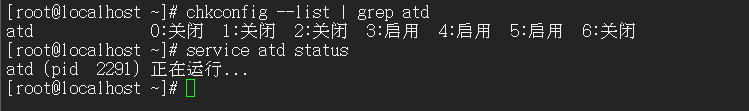 [root@localhost ~]# chkconfig --list | grep atd
atd 0:关闭 1:关闭 2:关闭 3:启用 4:启用 5:启用 6:关闭
[root@localhost ~]# service atd status
atd (pid 2291) 正在运行...
[root@localhost ~]#